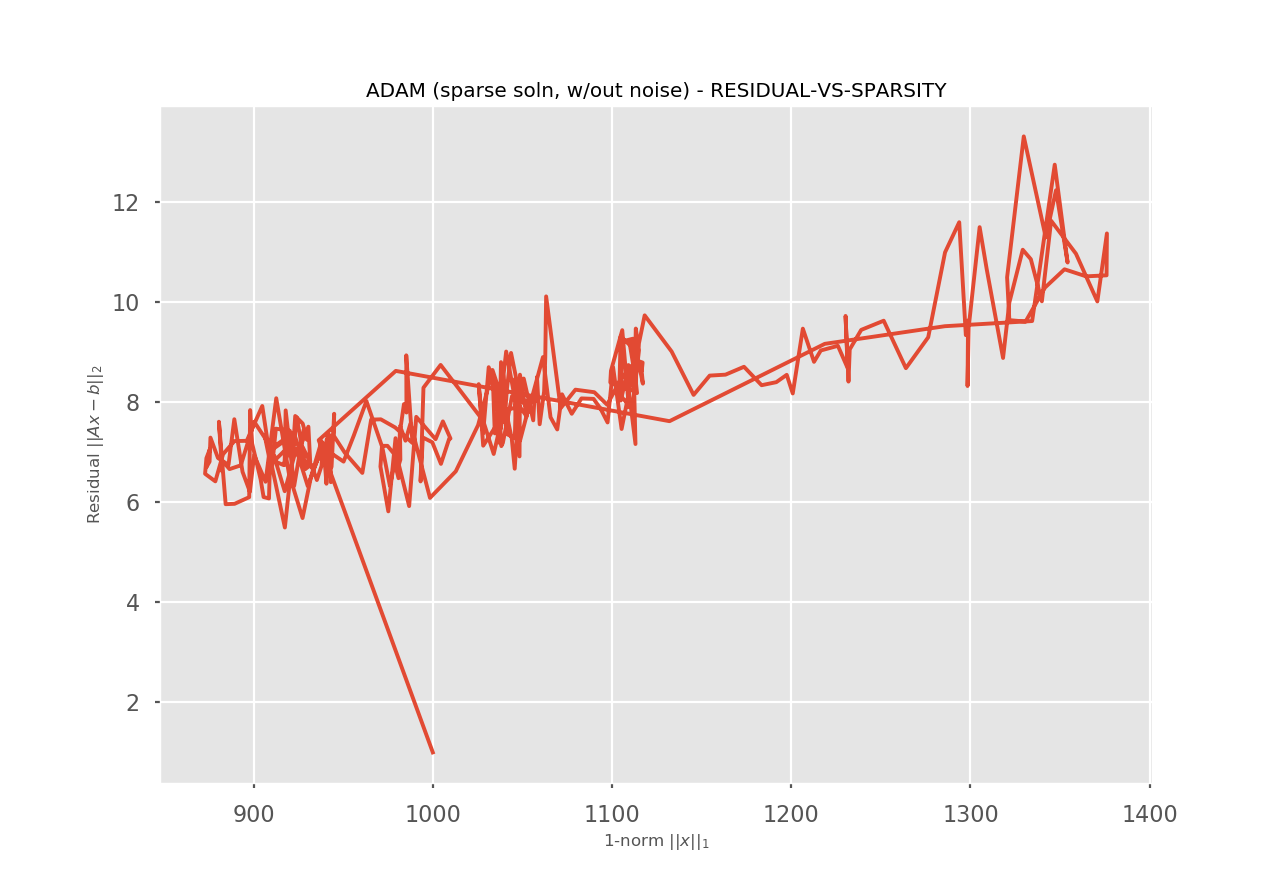 ADAM (sparse soln, w/out noise) - RESIDUAL-VS-SPARSITY
Residual ||Ax − b||₂
12
10
8
6
4
2
900 1000 1100 1200 1300 1400
1-norm ||x||₁